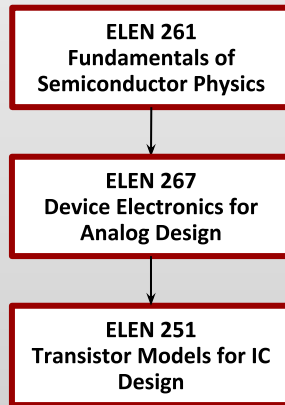 ELEN 261
Fundamentals of
Semiconductor Physics
ELEN 267
Device Electronics for
Analog Design
ELEN 251
Transistor Models for IC
Design